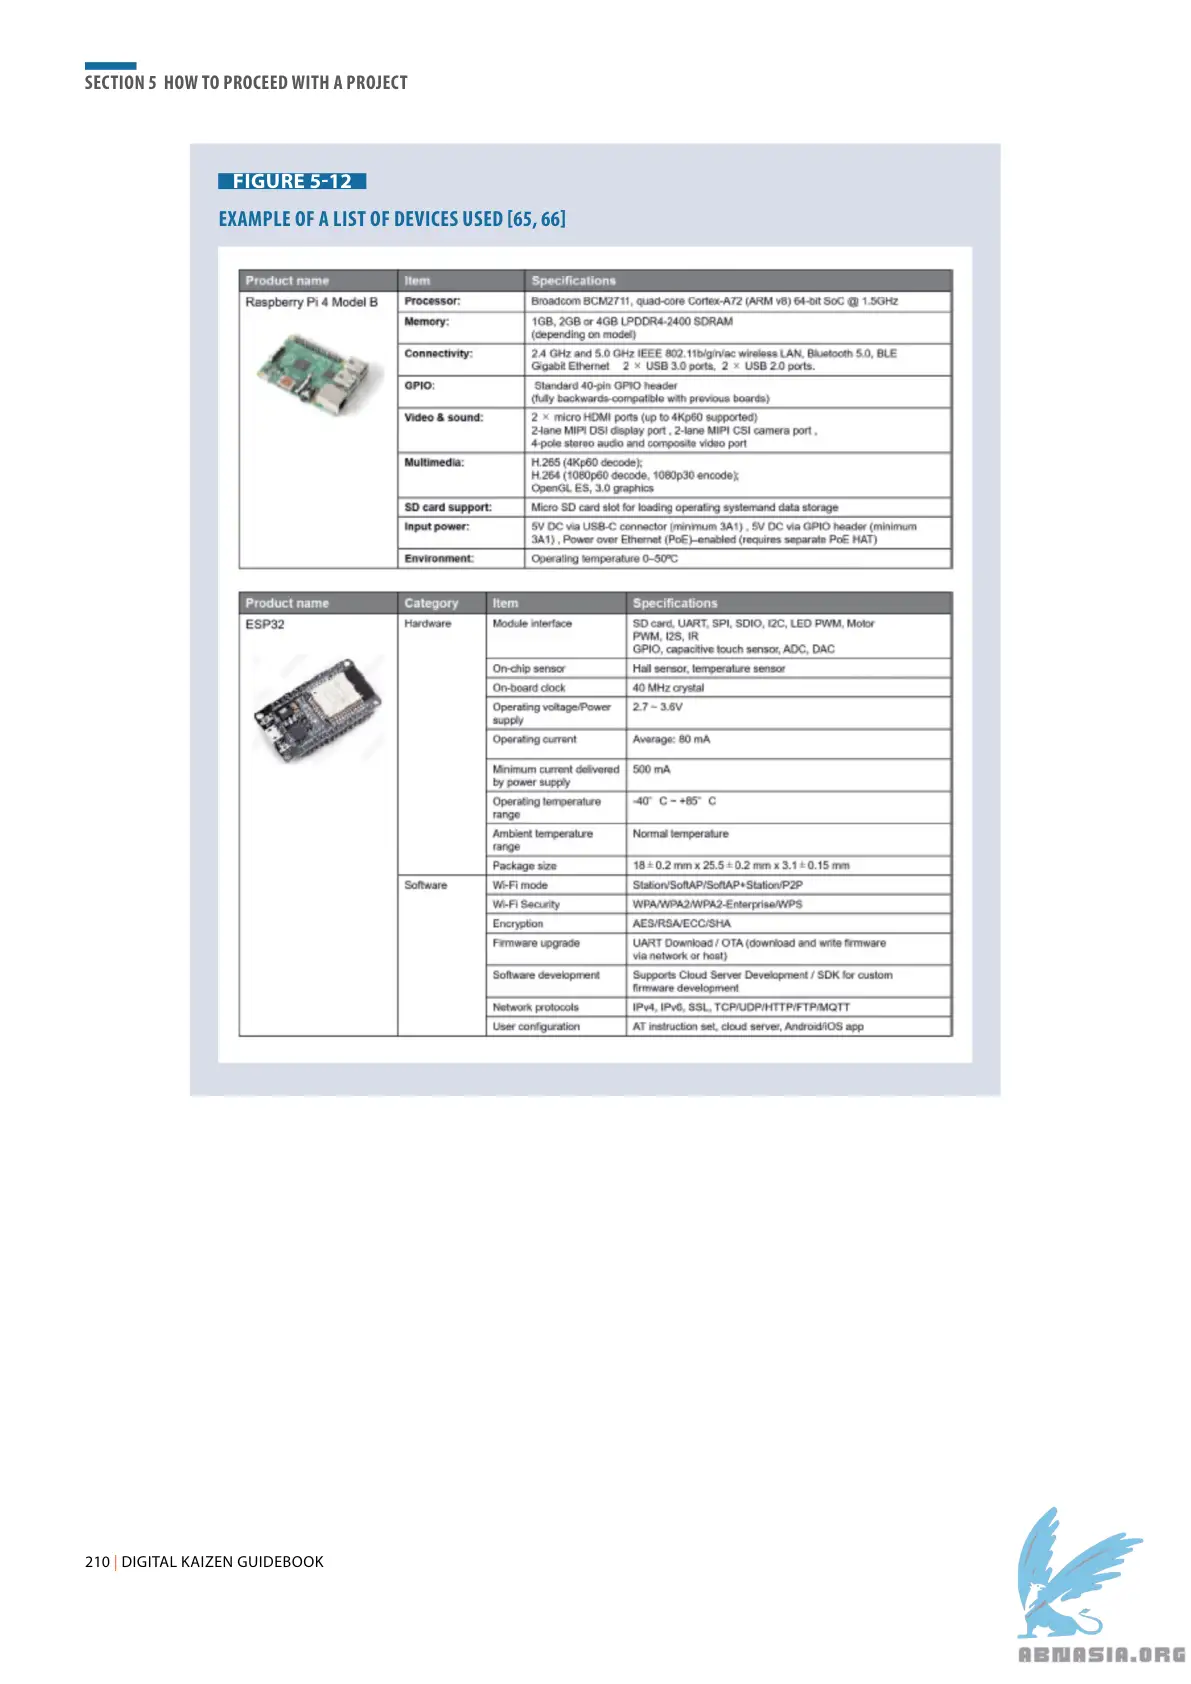 SECTION 5 HOW TO PROCEED WITH A PROJECT
FIGURE 5-12
EXAMPLE OF A LIST OF DEVICES USED [65, 66]
Product name Item Specifications
Raspberry Pi 4 Model B Processor: Broadcom BCM2711, quad-core Cortex-A72 (ARM v8) 64-bit SoC @ 1.5GHz
Memory: 1GB, 2GB or 4GB LPDDR4-2400 SDRAM
(depending on model)
Connectivity: 2.4 GHz and 5.0 GHz IEEE 802.11b/g/n/ac wireless LAN, Bluetooth 5.0, BLE
Gigabit Ethernet 2 × USB 3.0 ports, 2 × USB 2.0 ports.
GPIO: Standard 40-pin GPIO header
(fully backwards-compatible with previous boards)
Video & sound: 2 × micro HDMI ports (up to 4Kp60 supported)
2-lane MIPI DSI display port , 2-lane MIPI CSI camera port ,
4-pole stereo audio and composite video port
Multimedia: H.265 (4Kp60 decode);
H.264 (1080p60 decode, 1080p30 encode);
OpenGL ES, 3.0 graphics
SD card support: Micro SD card slot for loading operating systemand data storage
Input power: 5V DC via USB-C connector (minimum 3A1) , 5V DC via GPIO header (minimum
3A1) , Power over Ethernet (PoE)–enabled (requires separate PoE HAT)
Environment: Operating temperature 0–50ºC
Product name Category Item Specifications
ESP32 Hardware Module interface SD card, UART, SPI, SDIO, I2C, LED PWM, Motor
PWM, I2S, IR
GPIO, capacitive touch sensor, ADC, DAC
On-chip sensor Hall sensor, temperature sensor
On-board clock 40 MHz crystal
Operating voltage/Power 2.7 ~ 3.6V
supply
Operating current Average: 80 mA
Minimum current delivered 500 mA
by power supply
Operating temperature -40° C ~ +85° C
range
Ambient temperature Normal temperature
range
Package size 18±0.2 mm x 25.5±0.2 mm x 3.1±0.15 mm
Software Wi-Fi mode Station/SoftAP/SoftAP+Station/P2P
Wi-Fi Security WPA/WPA2/WPA2-Enterprise/WPS
Encryption AES/RSA/ECC/SHA
Firmware upgrade UART Download / OTA (download and write firmware
via network or host)
Software development Supports Cloud Server Development / SDK for custom
firmware development
Network protocols IPv4, IPv6, SSL, TCP/UDP/HTTP/FTP/MQTT
User configuration AT instruction set, cloud server, Android/iOS app
210 | DIGITAL KAIZEN GUIDEBOOK
ABNASIA.ORG